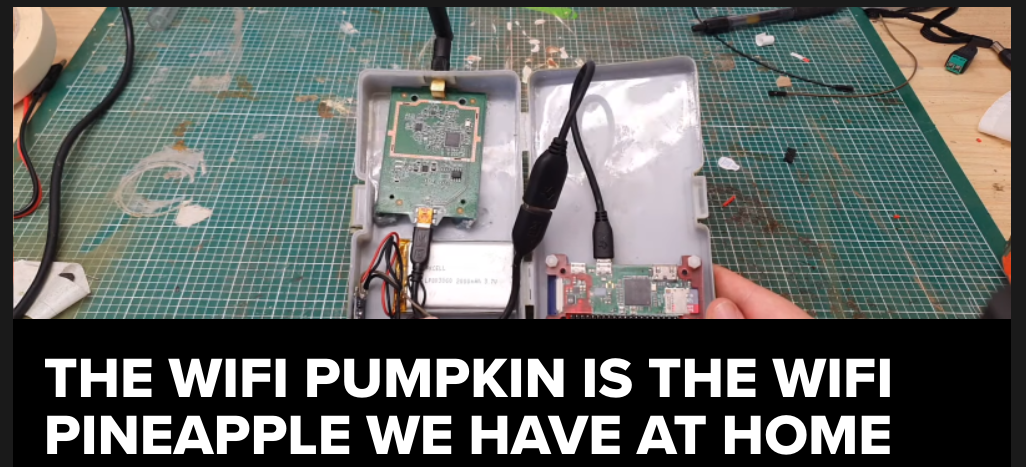 THE WIFI PUMPKIN IS THE WIFI
PINEAPPLE WE HAVE AT HOME